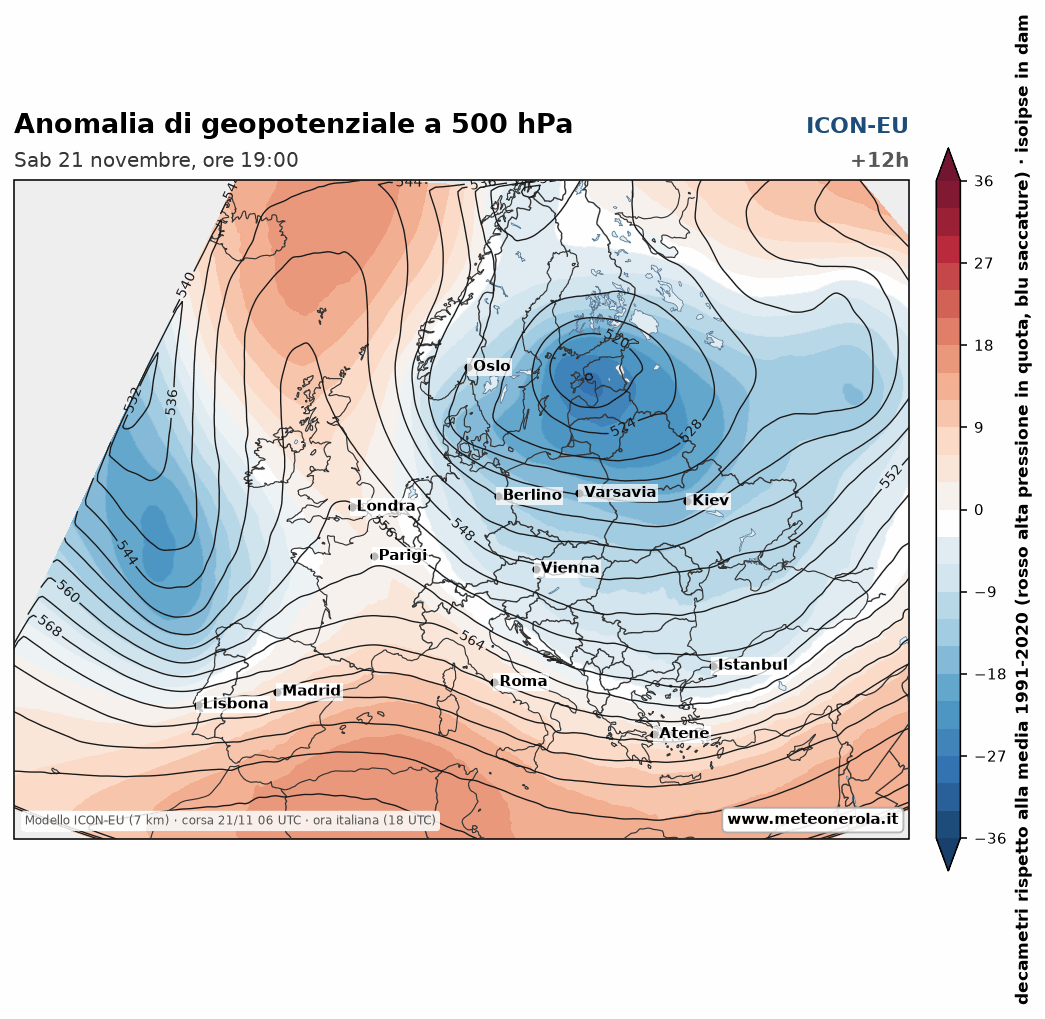 Anomalia di geopotenziale a 500 hPa
ICON-EU
Sab 21 novembre, ore 19:00
+12h
544
544
536
540
532
536
520
524
528
552
Oslo
Berlino
Varsavia
Kiev
Londra
Parigi
Vienna
548
544
560
568
564
Istanbul
Roma
Madrid
Lisbona
Atene
Modello ICON-EU (7 km) · corsa 21/11 06 UTC · ora italiana (18 UTC)
www.meteonerola.it
36
27
18
9
0
−9
−18
−27
−36
decametri rispetto alla media 1991-2020 (rosso alta pressione in quota, blu saccature) · isoipse in dam